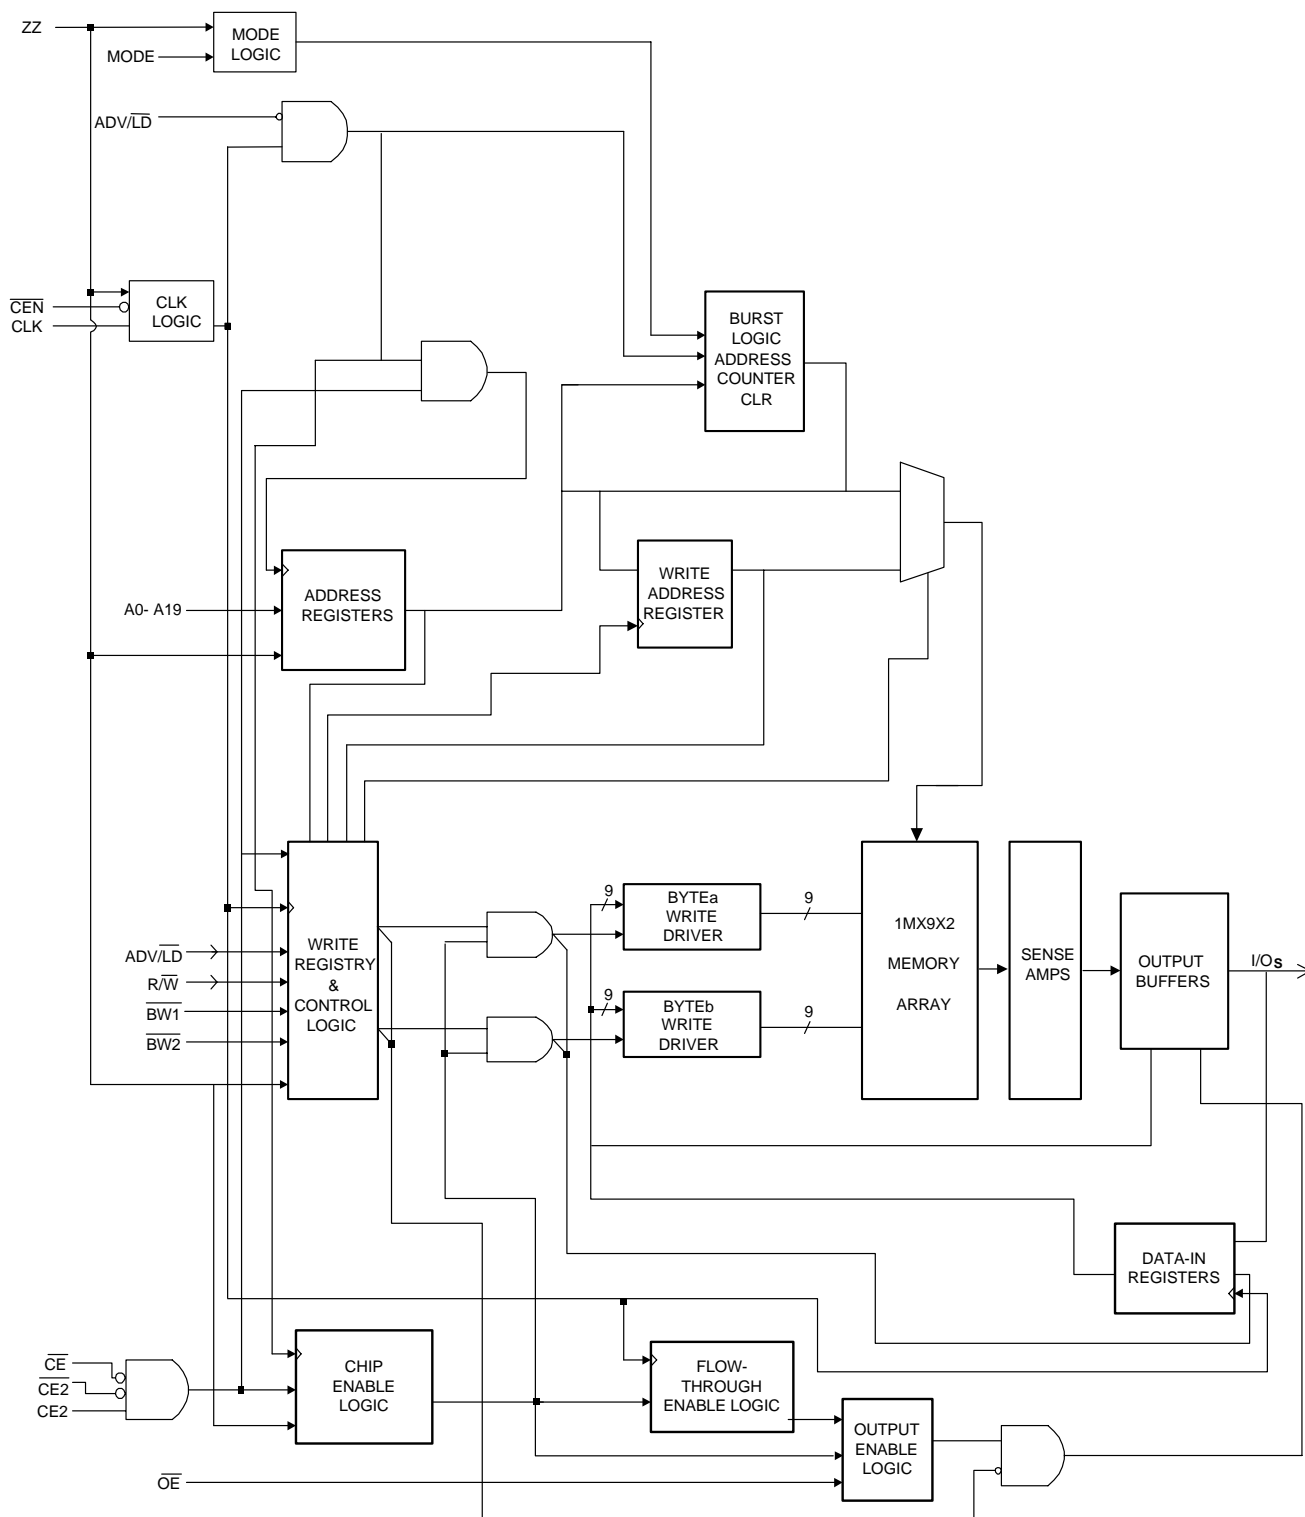 ZZ
MODE
LOGIC
MODE
ADV/LD
CEN
CLK
CLK
LOGIC
BURST
LOGIC
ADDRESS
COUNTER
CLR
A0- A19
ADDRESS
REGISTERS
WRITE
ADDRESS
REGISTER
ADV/LD
R/W
BW1
BW2
WRITE
REGISTRY
&
CONTROL
LOGIC
9
BYTEa
WRITE
DRIVER
9
9
BYTEb
WRITE
DRIVER
9
1MX9X2
MEMORY
ARRAY
SENSE
AMPS
OUTPUT
BUFFERS
I/OS
DATA-IN
REGISTERS
CE
CE2
CE2
CHIP
ENABLE
LOGIC
FLOW-
THROUGH
ENABLE LOGIC
OE
OUTPUT
ENABLE
LOGIC